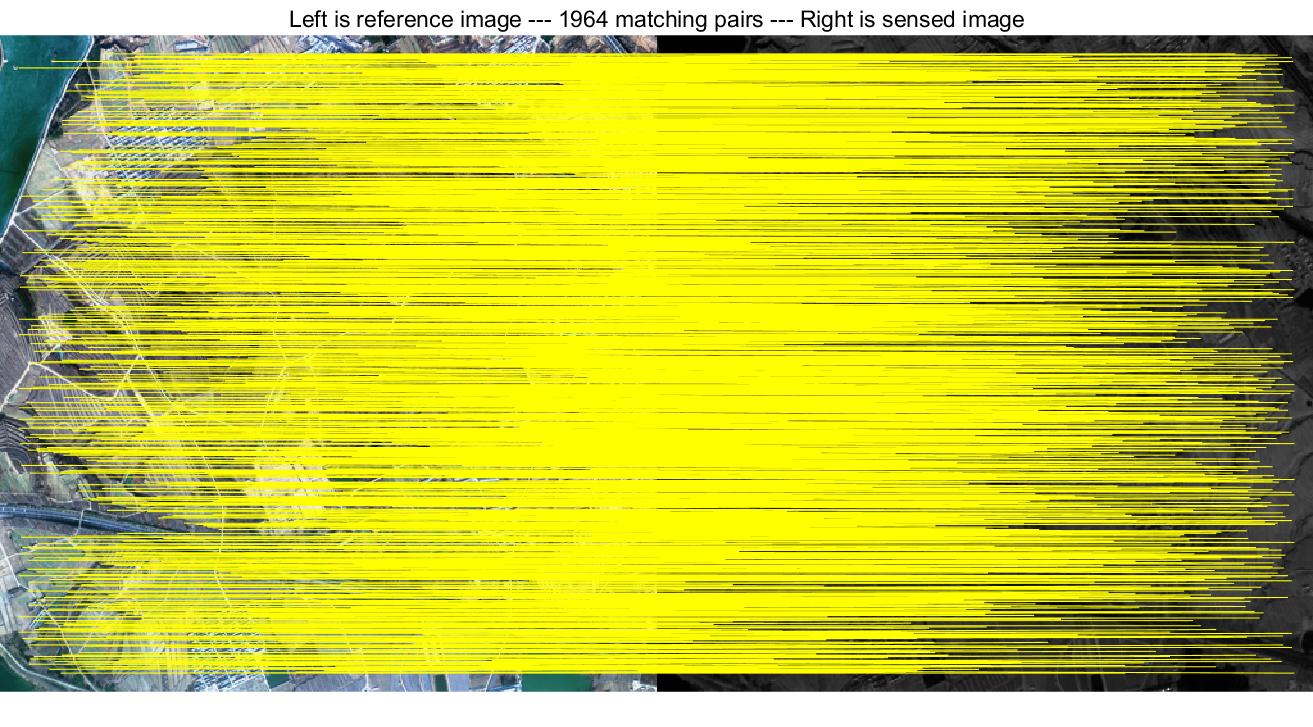 Left is reference image --- 1964 matching pairs --- Right is sensed image